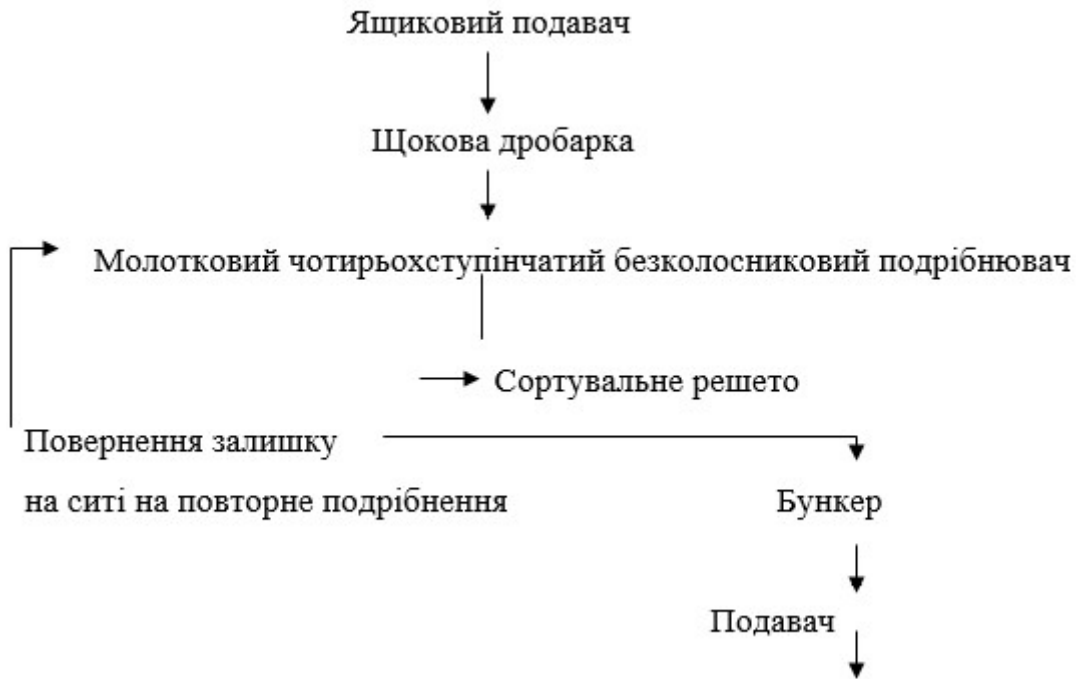 Ящиковий подавач
Щокова дробарка
Молотковий чотирьохступінчатий безколосниковий подрібнювач
Сортувальне решето
Повернення залишку
на ситі на повторне подрібнення
Бункер
Подавач